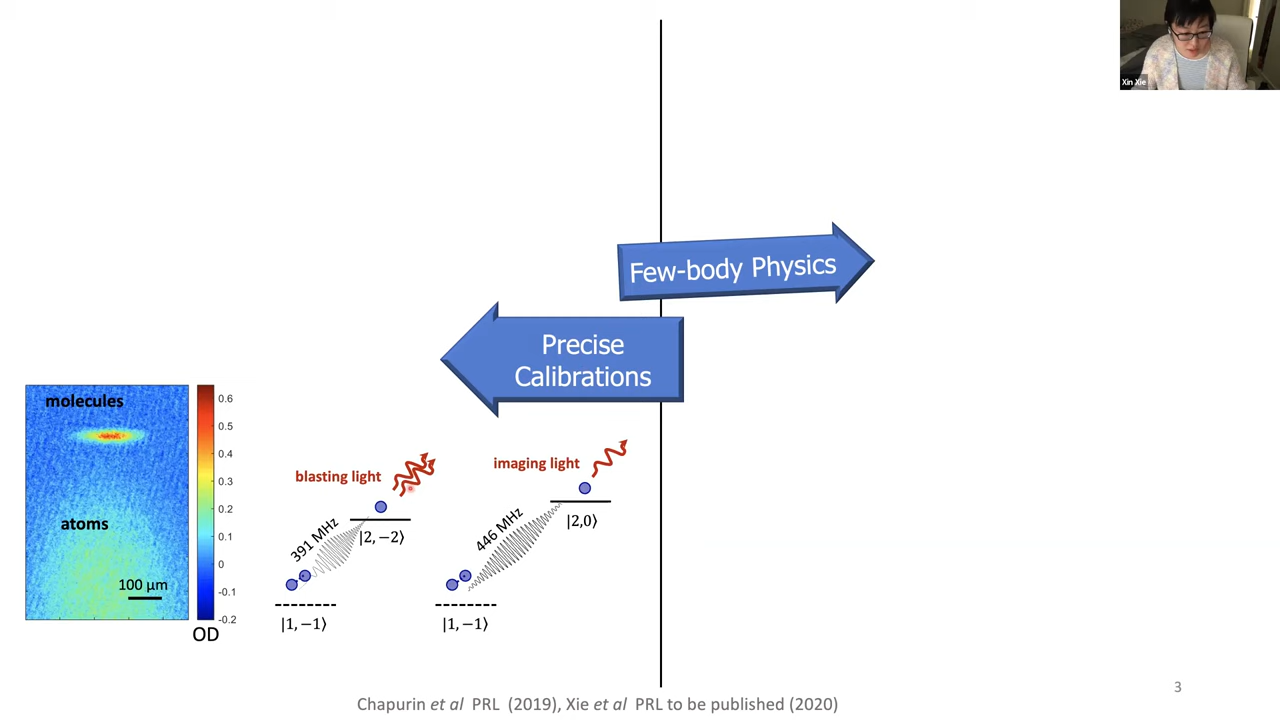 Xin Xie
Few-body Physics
Precise
Calibrations
molecules
atoms
100 µm
0.6
0.5
0.4
0.3
0.2
0.1
0
-0.1
-0.2
OD
blasting light
391 MHz
|2,−2⟩
|1,−1⟩
imaging light
446 MHz
|2,0⟩
|1,−1⟩
3
Chapurin et al PRL (2019), Xie et al PRL to be published (2020)